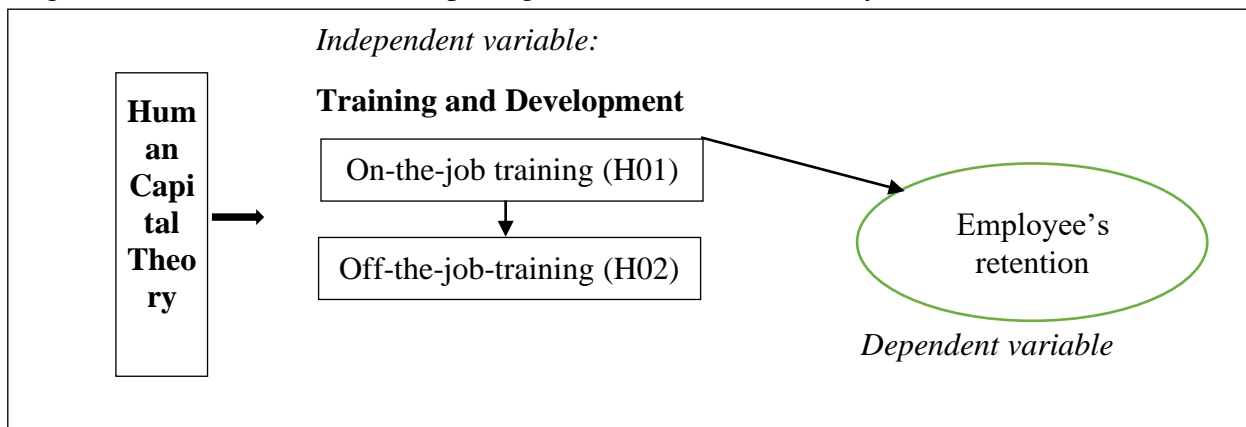 Independent variable:
Training and Development
Hum
an
Capi
tal
Theo
ry
On-the-job training (H01)
Off-the-job-training (H02)
Employee’s
retention
Dependent variable